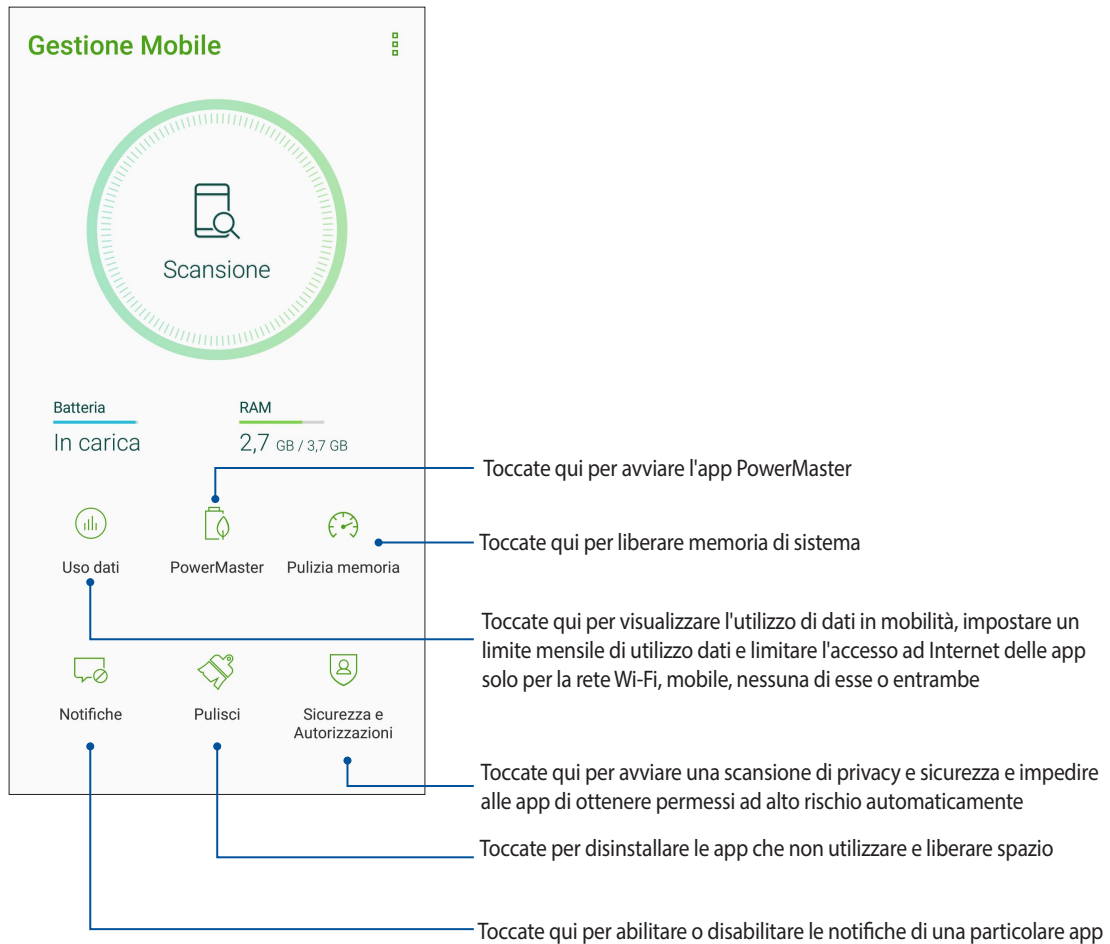 Gestione Mobile
Scansione
Batteria
In carica
RAM
2,7 GB / 3,7 GB
Toccate qui per avviare l'app PowerMaster
Toccate qui per liberare memoria di sistema
Uso dati
PowerMaster
Pulizia memoria
Toccate qui per visualizzare l'utilizzo di dati in mobilità, impostare un
limite mensile di utilizzo dati e limitare l'accesso ad Internet delle app
solo per la rete Wi-Fi, mobile, nessuna di esse o entrambe
Notifiche
Pulisci
Sicurezza e
Autorizzazioni
Toccate qui per avviare una scansione di privacy e sicurezza e impedire
alle app di ottenere permessi ad alto rischio automaticamente
Toccate per disinstallare le app che non utilizzare e liberare spazio
Toccate qui per abilitare o disabilitare le notifiche di una particolare app